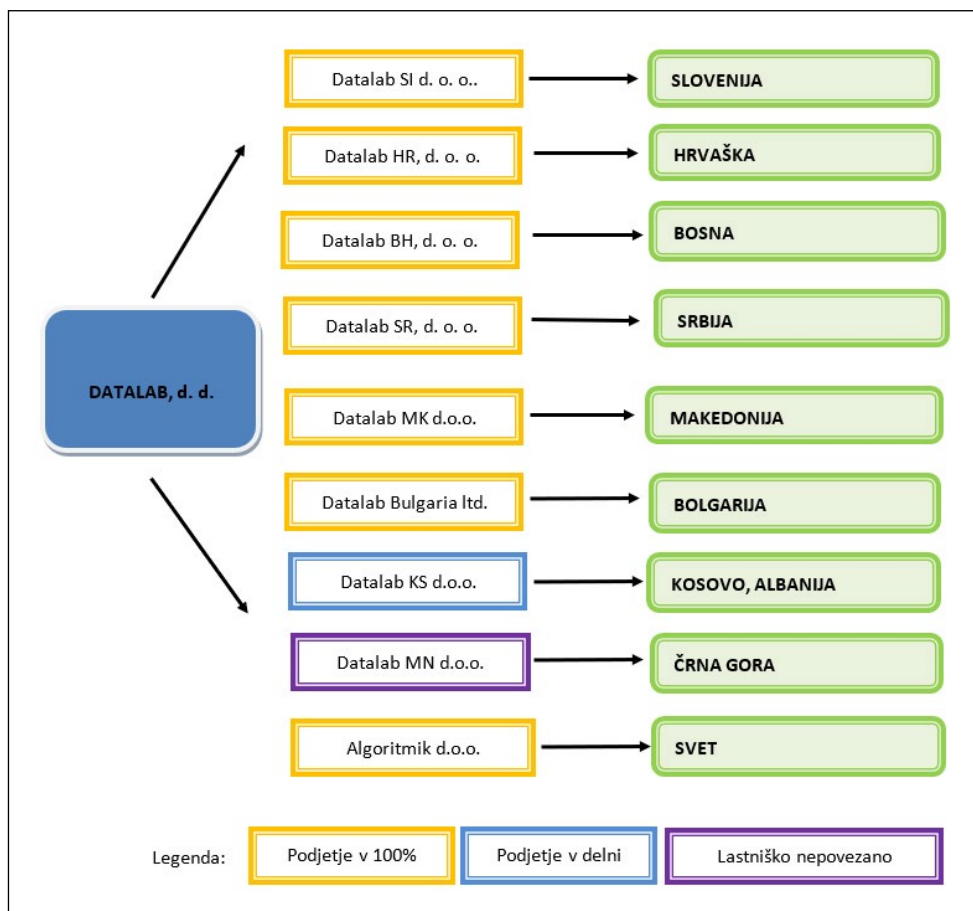 Datalab SI d. o. o..
SLOVENIJA
Datalab HR, d. o. o.
HRVAŠKA
Datalab BH, d. o. o.
BOSNA
Datalab SR, d. o. o.
SRBIJA
DATALAB, d. d.
Datalab MK d.o.o.
MAKEDONIJA
Datalab Bulgaria ltd.
BOLGARIJA
Datalab KS d.o.o.
KOSOVO, ALBANIJA
Datalab MN d.o.o.
ČRNA GORA
Algoritmik d.o.o.
SVET
Legenda:
Podjetje v 100%
Podjetje v delni
Lastniško nepovezano